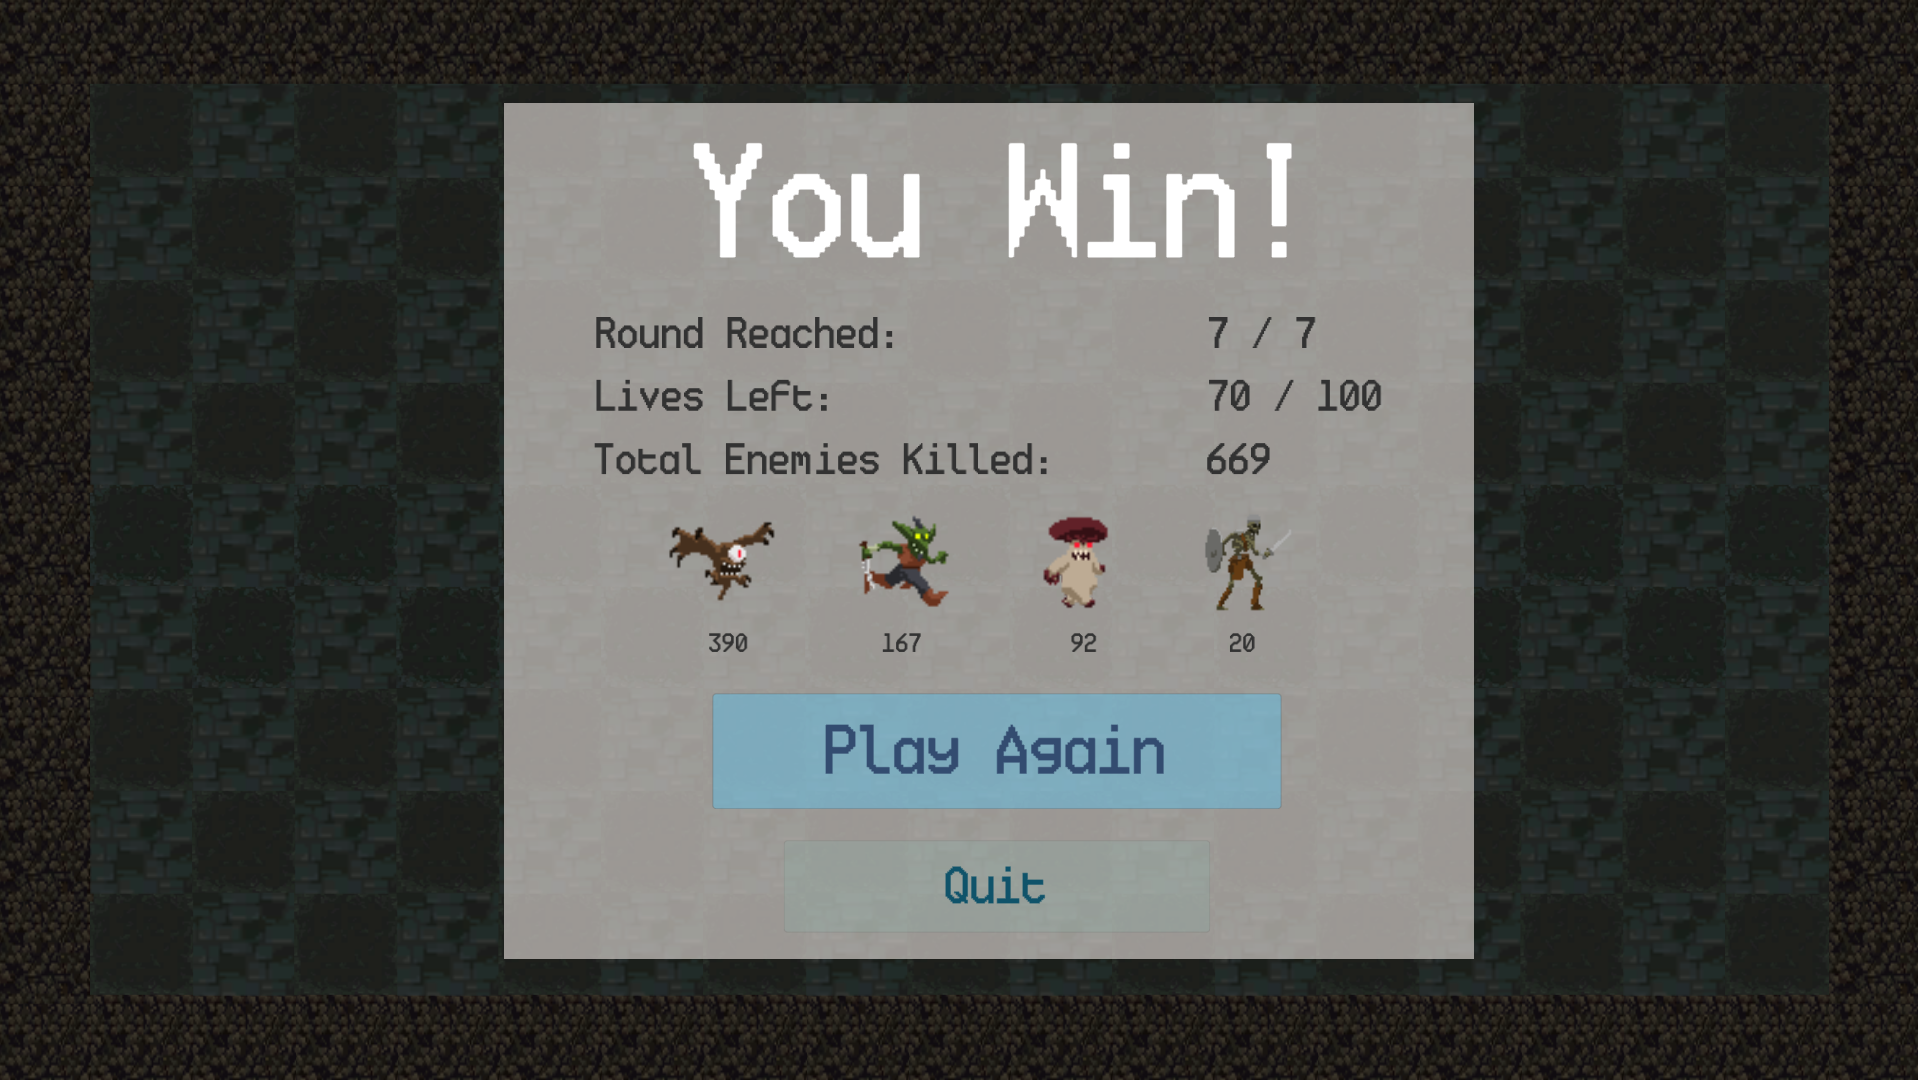 You Win!
Round Reached: 7 / 7
Lives Left: 70 / 100
Total Enemies Killed: 669
390 167 92 20
Play Again
Quit